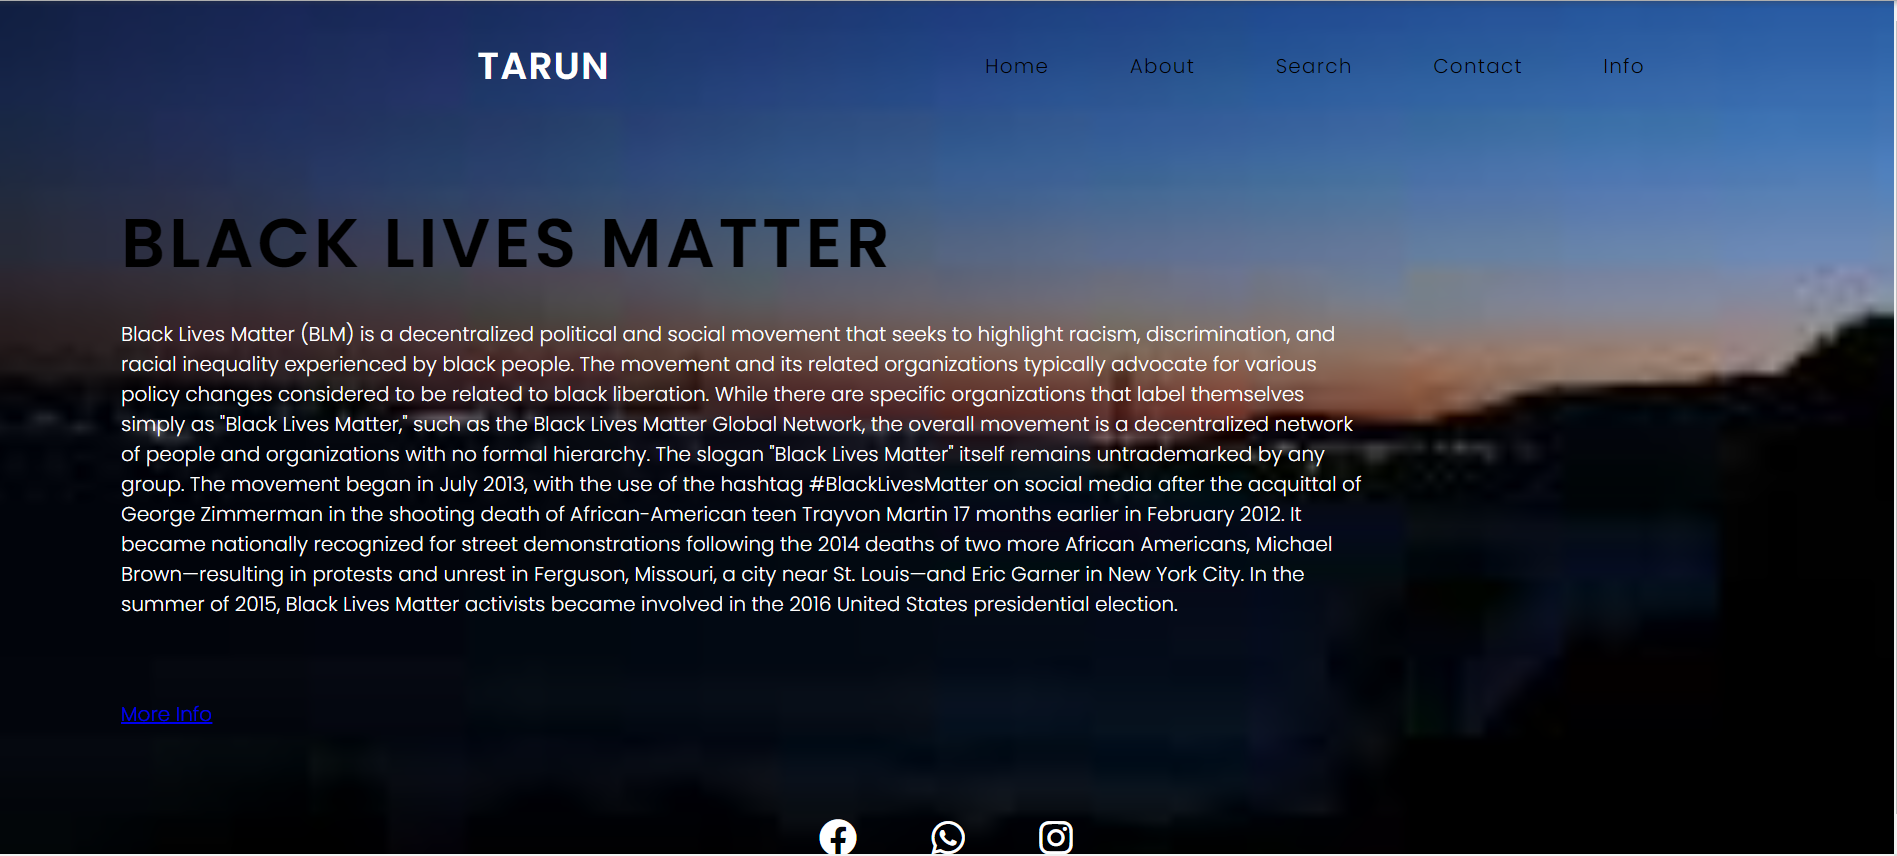 TARUN
Home About Search Contact Info
BLACK LIVES MATTER
Black Lives Matter (BLM) is a decentralized political and social movement that seeks to highlight racism, discrimination, and
racial inequality experienced by black people. The movement and its related organizations typically advocate for various
policy changes considered to be related to black liberation. While there are specific organizations that label themselves
simply as "Black Lives Matter," such as the Black Lives Matter Global Network, the overall movement is a decentralized network
of people and organizations with no formal hierarchy. The slogan "Black Lives Matter" itself remains untrademarked by any
group. The movement began in July 2013, with the use of the hashtag #BlackLivesMatter on social media after the acquittal of
George Zimmerman in the shooting death of African-American teen Trayvon Martin 17 months earlier in February 2012. It
became nationally recognized for street demonstrations following the 2014 deaths of two more African Americans, Michael
Brown—resulting in protests and unrest in Ferguson, Missouri, a city near St. Louis—and Eric Garner in New York City. In the
summer of 2015, Black Lives Matter activists became involved in the 2016 United States presidential election.
More Info